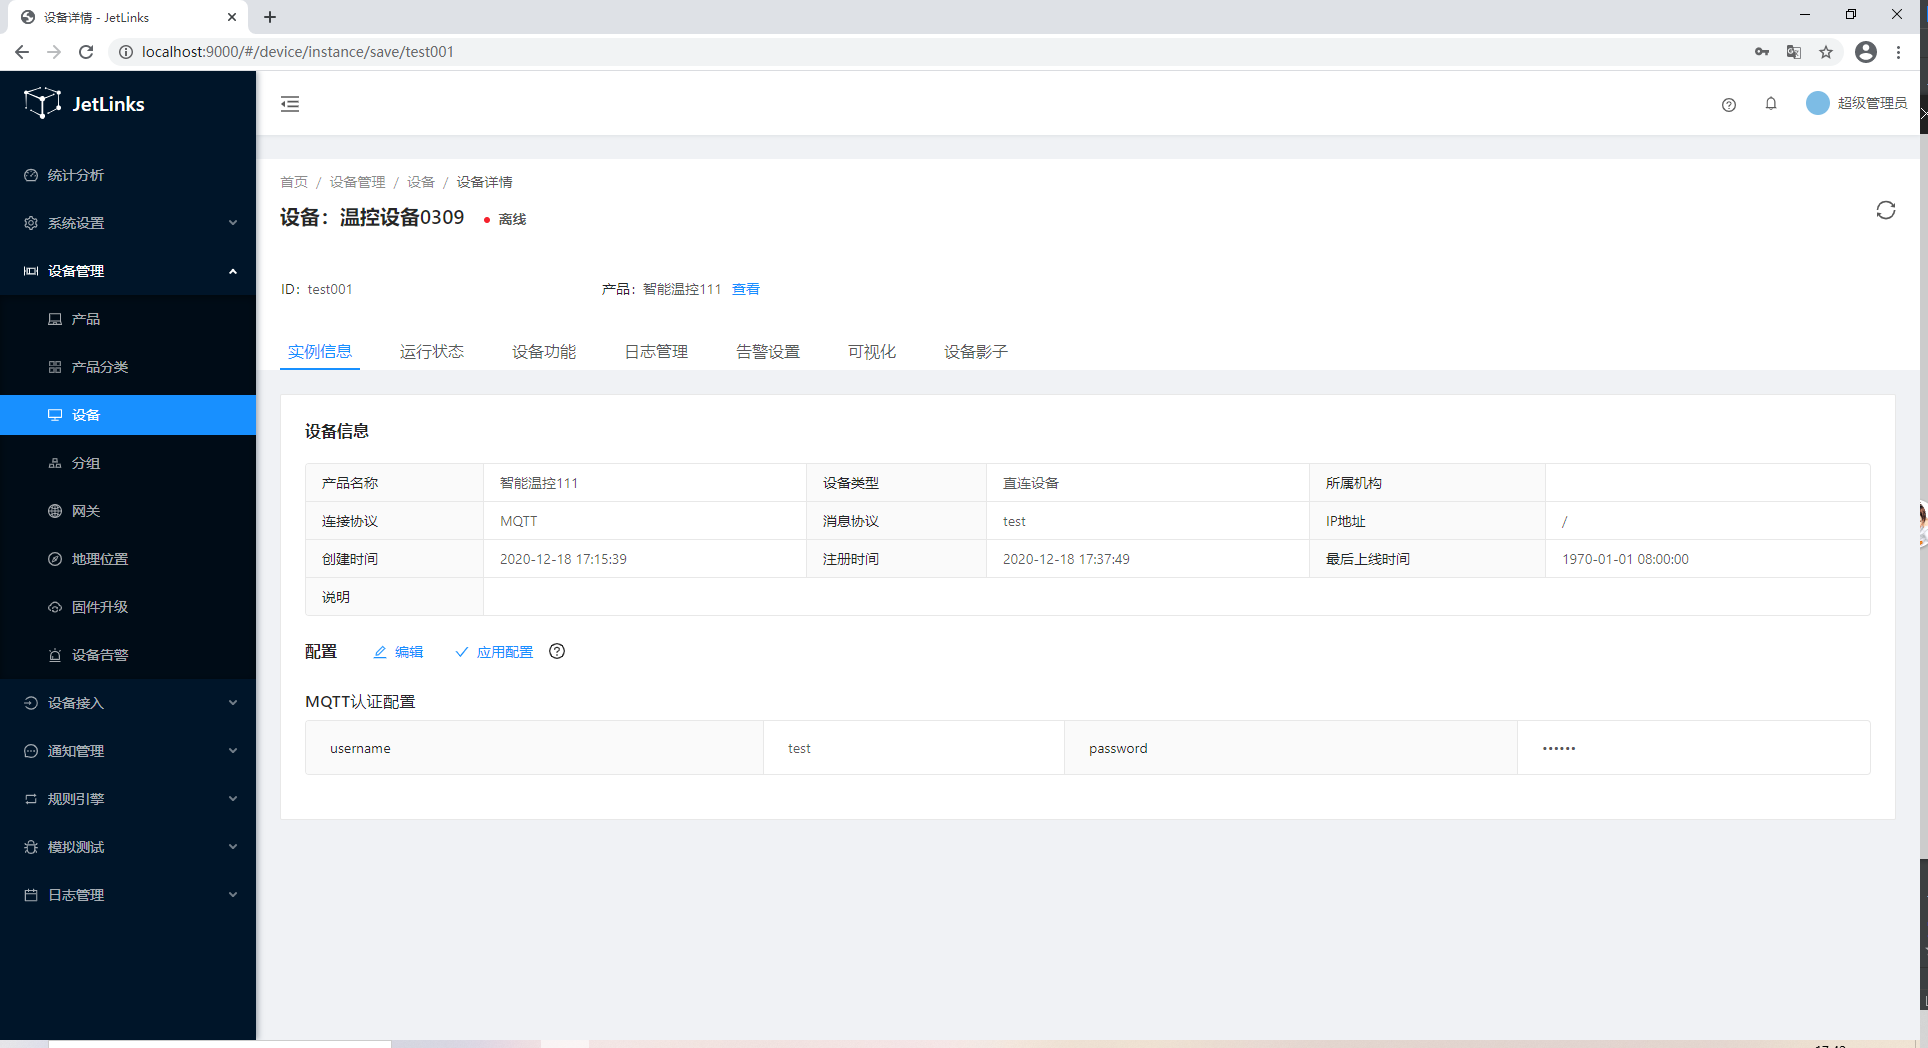 设备详情 - JetLinks
localhost:9000/#/device/instance/save/test001
JetLinks
超级管理员
统计分析
系统设置
设备管理
产品
产品分类
设备
分组
网关
地理位置
固件升级
设备告警
设备接入
通知管理
规则引擎
模拟测试
日志管理
首页 / 设备管理 / 设备 / 设备详情
设备：温控设备0309 离线
ID：test001 产品：智能温控111 查看
实例信息 运行状态 设备功能 日志管理 告警设置 可视化 设备影子
设备信息
产品名称 智能温控111 设备类型 直连设备 所属机构
连接协议 MQTT 消息协议 test IP地址 /
创建时间 2020-12-18 17:15:39 注册时间 2020-12-18 17:37:49 最后上线时间 1970-01-01 08:00:00
说明
配置 编辑 应用配置
MQTT认证配置
username test password ••••••